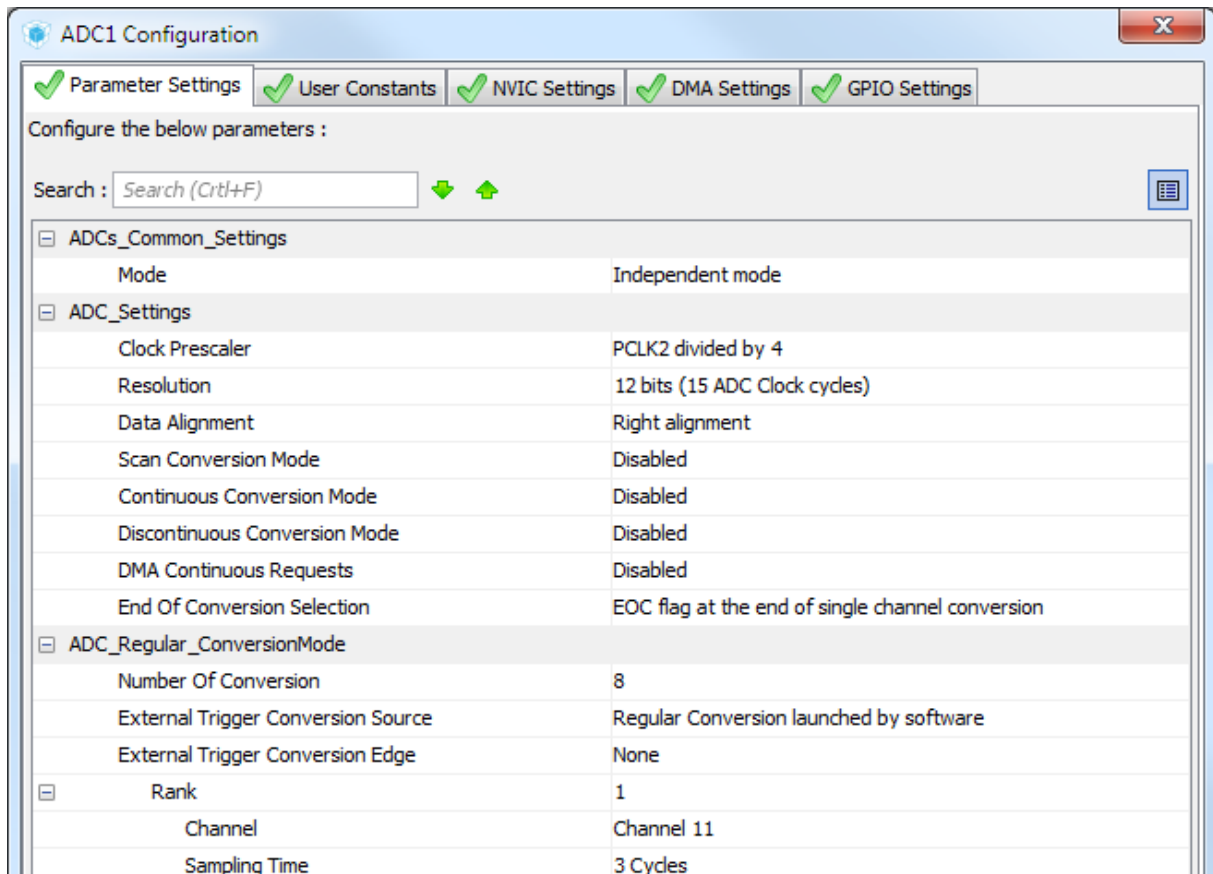 ADC1 Configuration
Parameter Settings User Constants NVIC Settings DMA Settings GPIO Settings
Configure the below parameters :
Search : Search (Crtl+F)
ADCs_Common_Settings
Mode Independent mode
ADC_Settings
Clock Prescaler PCLK2 divided by 4
Resolution 12 bits (15 ADC Clock cycles)
Data Alignment Right alignment
Scan Conversion Mode Disabled
Continuous Conversion Mode Disabled
Discontinuous Conversion Mode Disabled
DMA Continuous Requests Disabled
End Of Conversion Selection EOC flag at the end of single channel conversion
ADC_Regular_ConversionMode
Number Of Conversion 8
External Trigger Conversion Source Regular Conversion launched by software
External Trigger Conversion Edge None
Rank 1
Channel Channel 11
Sampling Time 3 Cycles